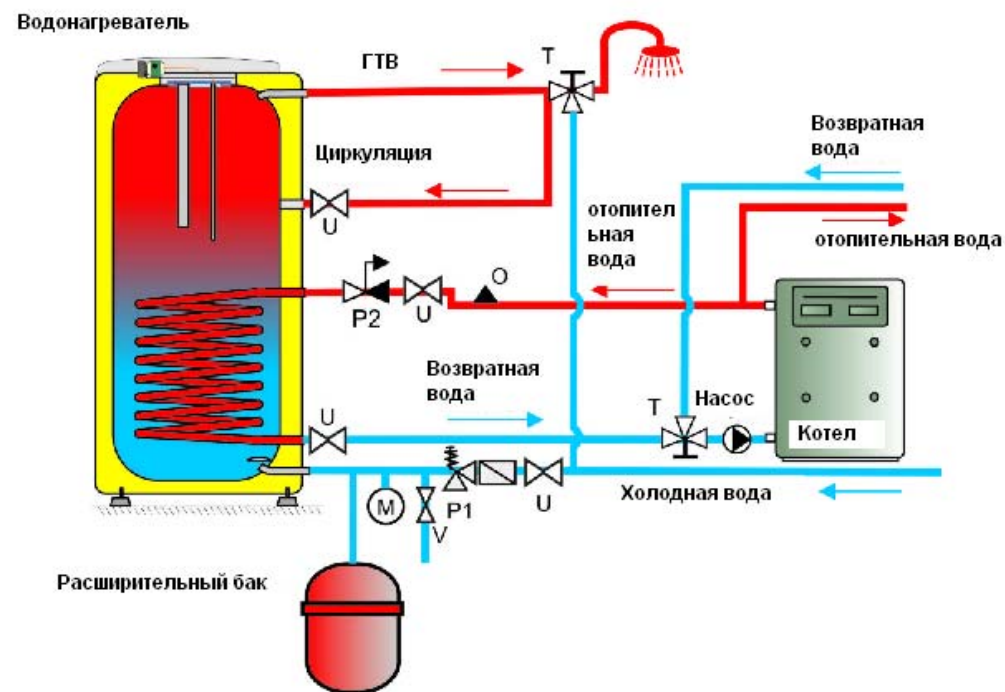 Водонагреватель
ГТВ
T
Возвратная
вода
Циркуляция
U
отопител
ьная
вода
отопительная вода
O
P2
U
Возвратная
вода
U
T
Насос
Котел
M
V
P1
U
Холодная вода
Расширительный бак